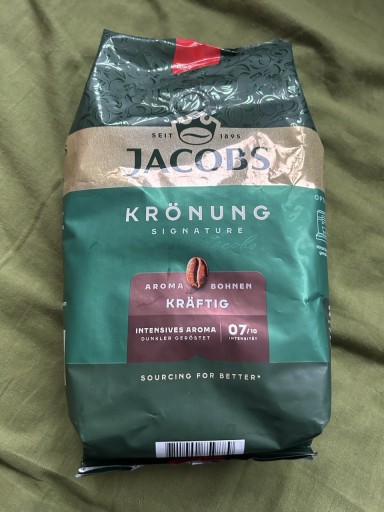 SEIT 1895
JACOBS
KRÖNUNG
SIGNATURE
AROMA BOHNEN
KRÄFTIG
INTENSIVES AROMA
DUNKLER GERÖSTET
07/10
INTENSITÄT
SOURCING FOR BETTER*